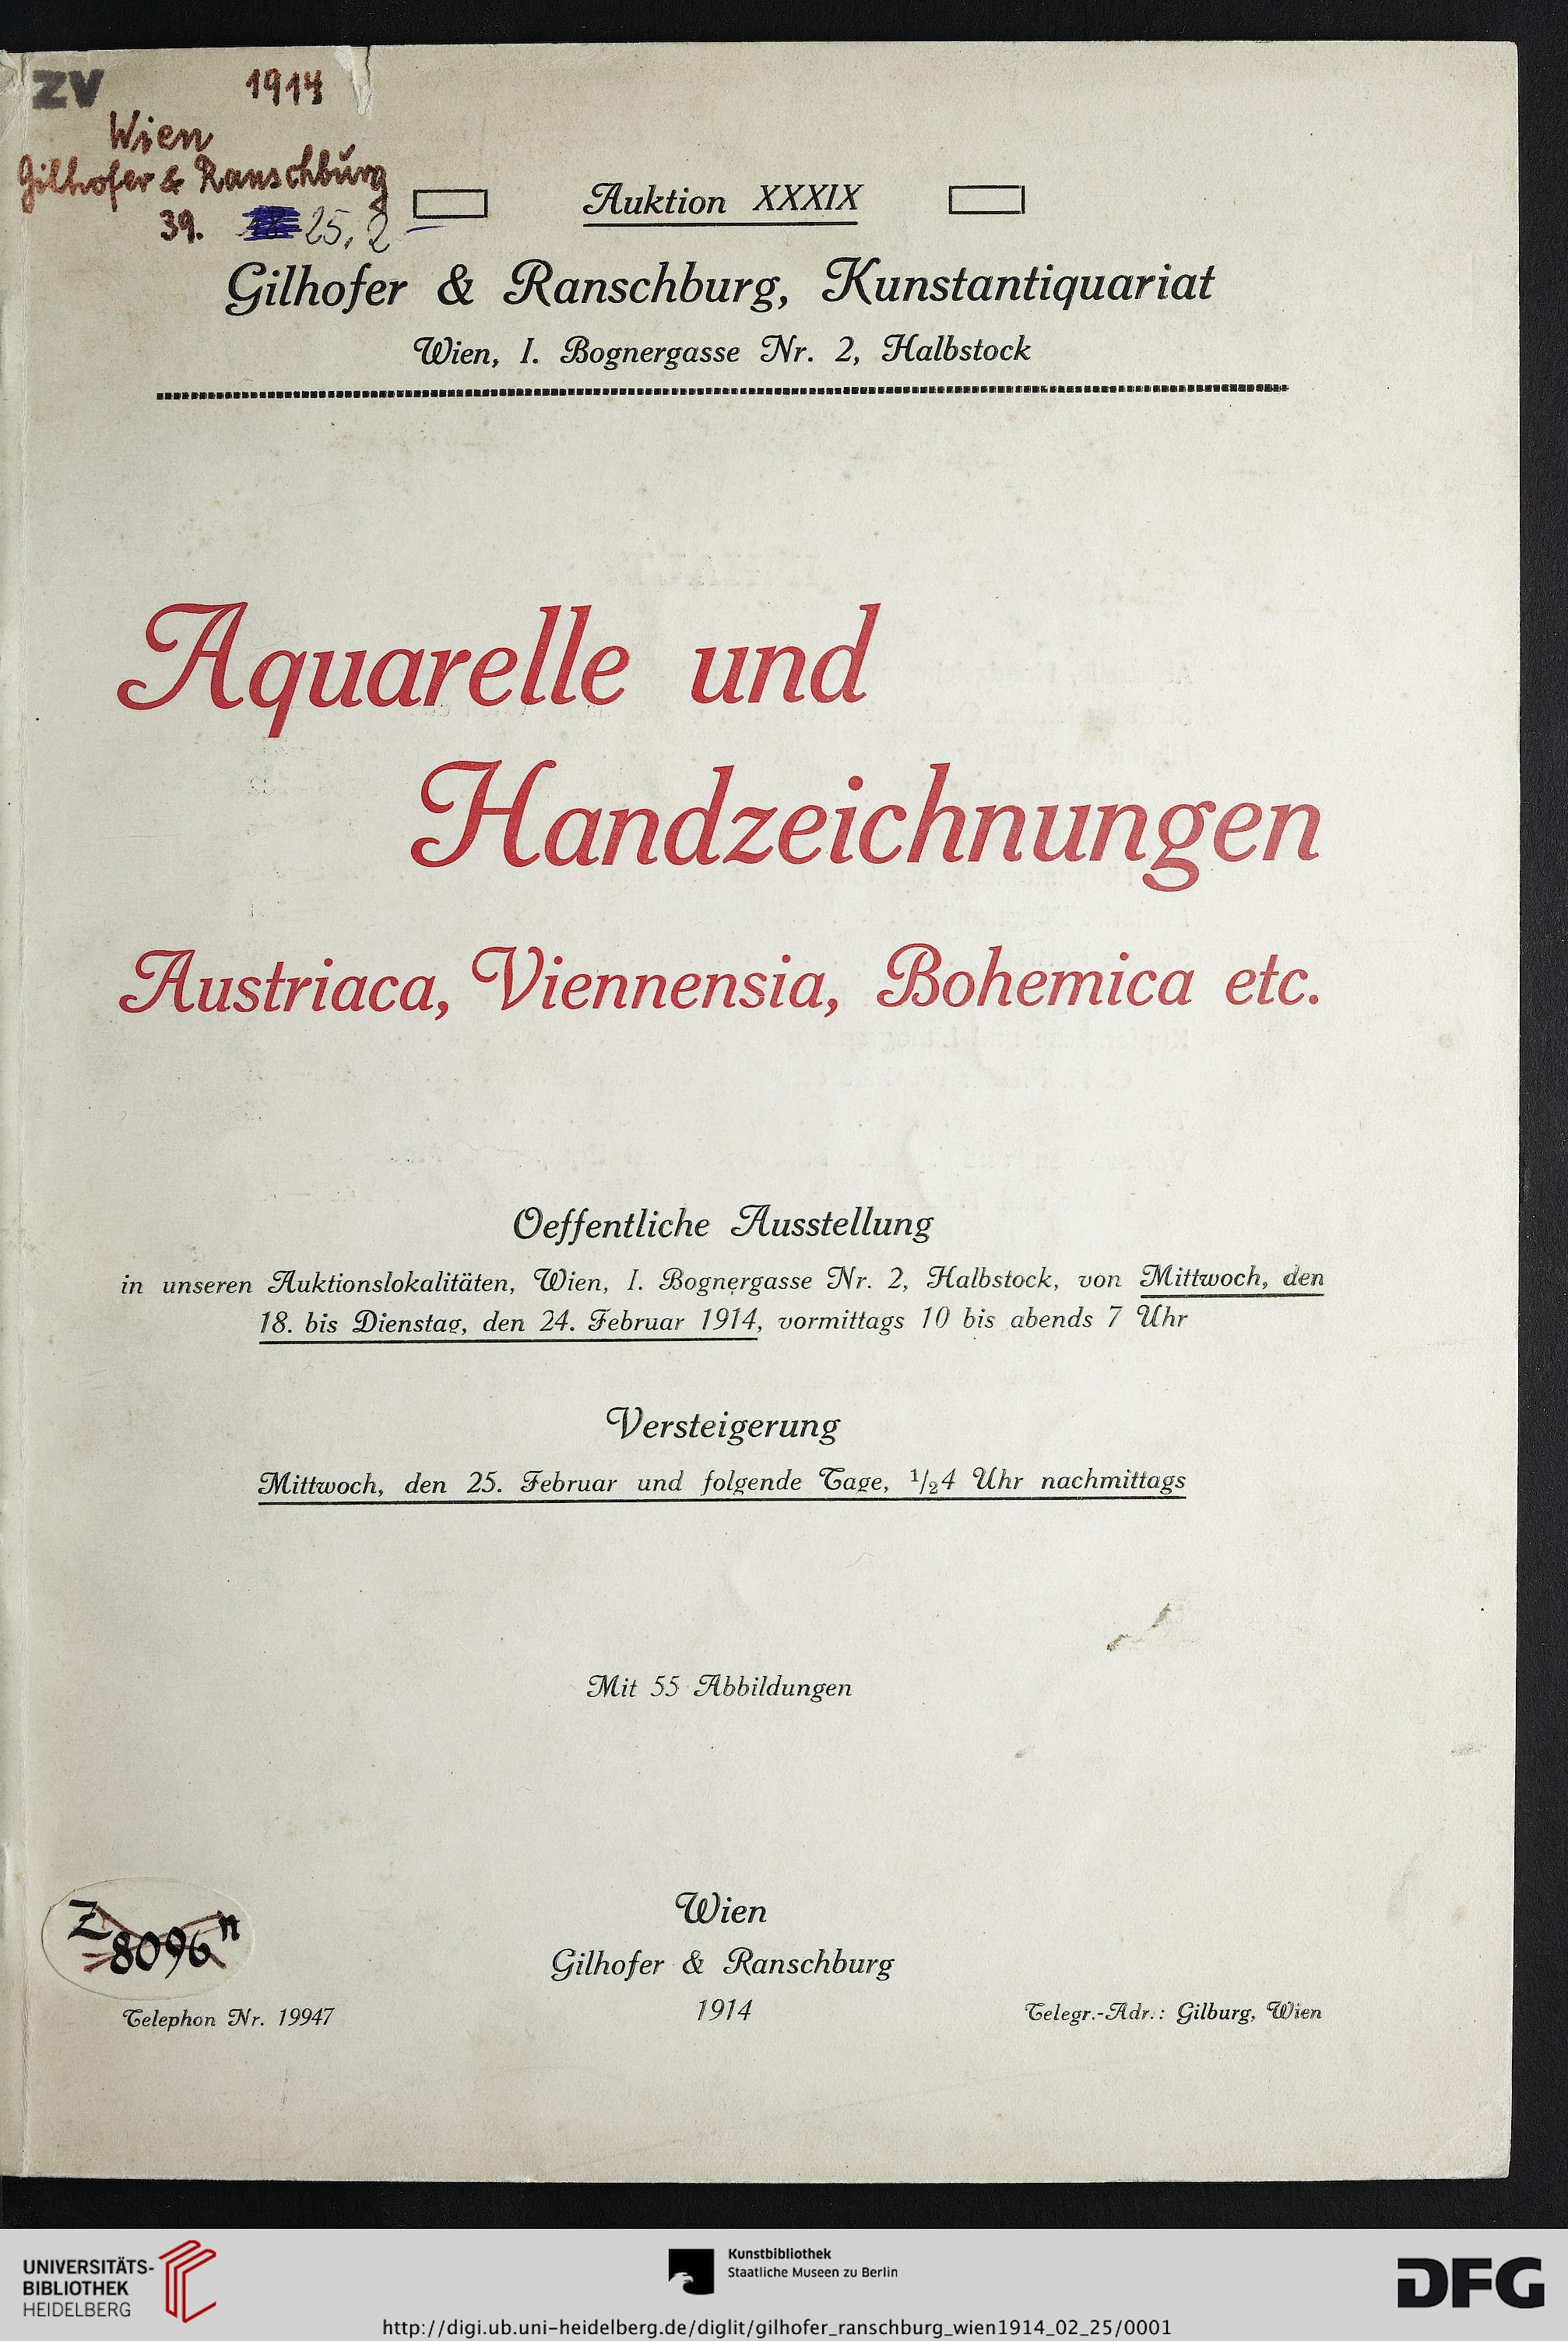 ZV 1914
Wien
Gilhofer & Ranschburg
39. 25. 2
Auktion XXXIX
Gilhofer & Ranschburg, Kunstantiquariat
Wien, I. Bognergasse Nr. 2, Halbstock
Aquarelle und
Handzeichnungen
Austriaca, Viennensia, Bohemica etc.
Oeffentliche Ausstellung
in unseren Auktionslokalitäten, Wien, I. Bognergasse Nr. 2, Halbstock, von Mittwoch, den
18. bis Dienstag, den 24. Februar 1914, vormittags 10 bis abends 7 Uhr
Versteigerung
Mittwoch, den 25. Februar und folgende Tage, 1/24 Uhr nachmittags
Mit 55 Abbildungen
Z 8096 n
Wien
Gilhofer & Ranschburg
1914
Telephon Nr. 19947
Telegr.-Adr.: Gilburg, Wien
UNIVERSITÄTS-
BIBLIOTHEK
HEIDELBERG
Kunstbibliothek
Staatliche Museen zu Berlin
DFG
http://digi.ub.uni-heidelberg.de/diglit/gilhofer_ranschburg_wien1914_02_25/0001